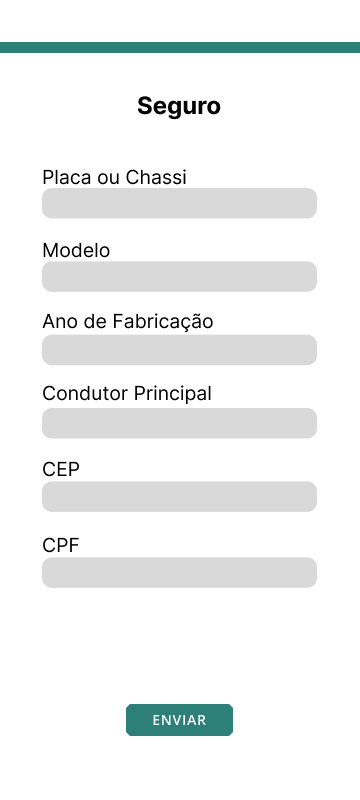 Seguro
Placa ou Chassi
Modelo
Ano de Fabricação
Condutor Principal
CEP
CPF
ENVIAR